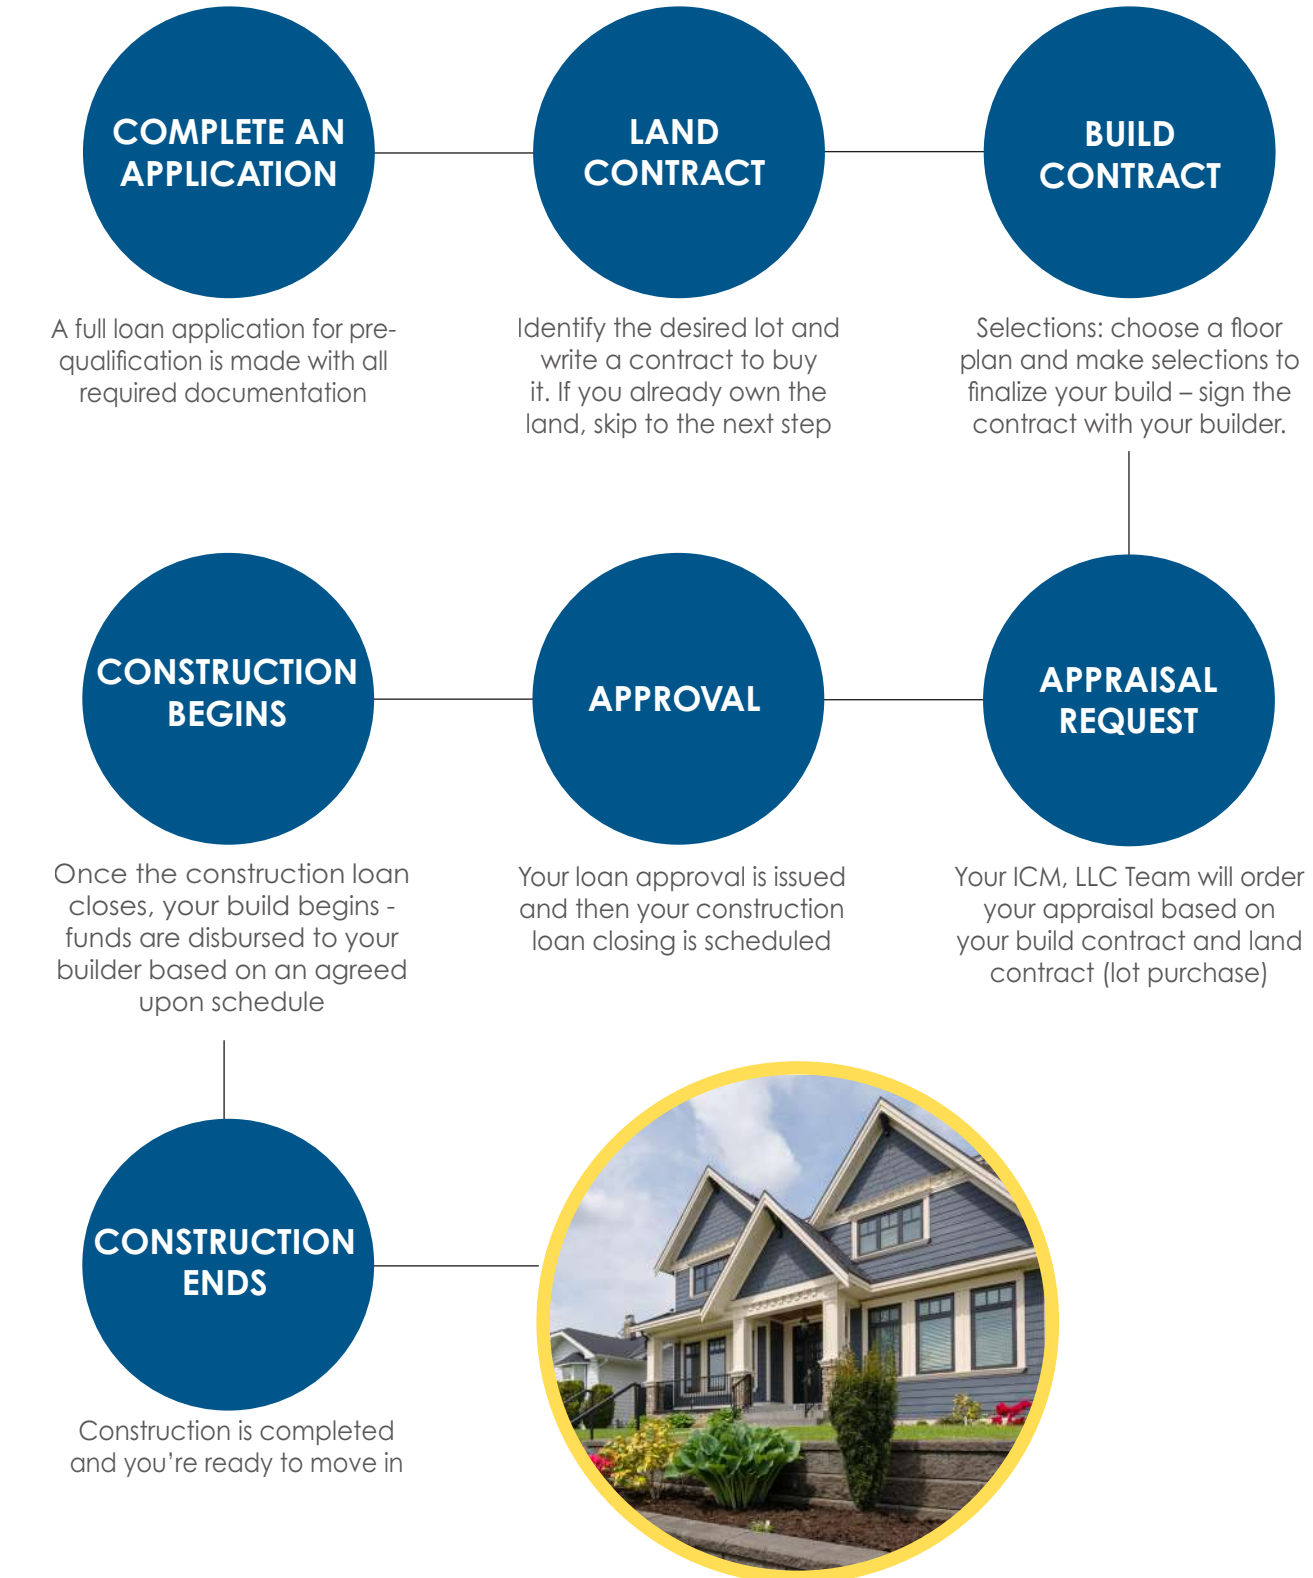 COMPLETE AN
APPLICATION
A full loan application for pre-
qualification is made with all
required documentation
LAND
CONTRACT
Identify the desired lot and
write a contract to buy
it. If you already own the
land, skip to the next step
BUILD
CONTRACT
Selections: choose a floor
plan and make selections to
finalize your build – sign the
contract with your builder.
APPRAISAL
REQUEST
Your ICM, LLC Team will order
your appraisal based on
your build contract and land
contract (lot purchase)
APPROVAL
Your loan approval is issued
and then your construction
loan closing is scheduled
CONSTRUCTION
BEGINS
Once the construction loan
closes, your build begins -
funds are disbursed to your
builder based on an agreed
upon schedule
CONSTRUCTION
ENDS
Construction is completed
and you're ready to move in